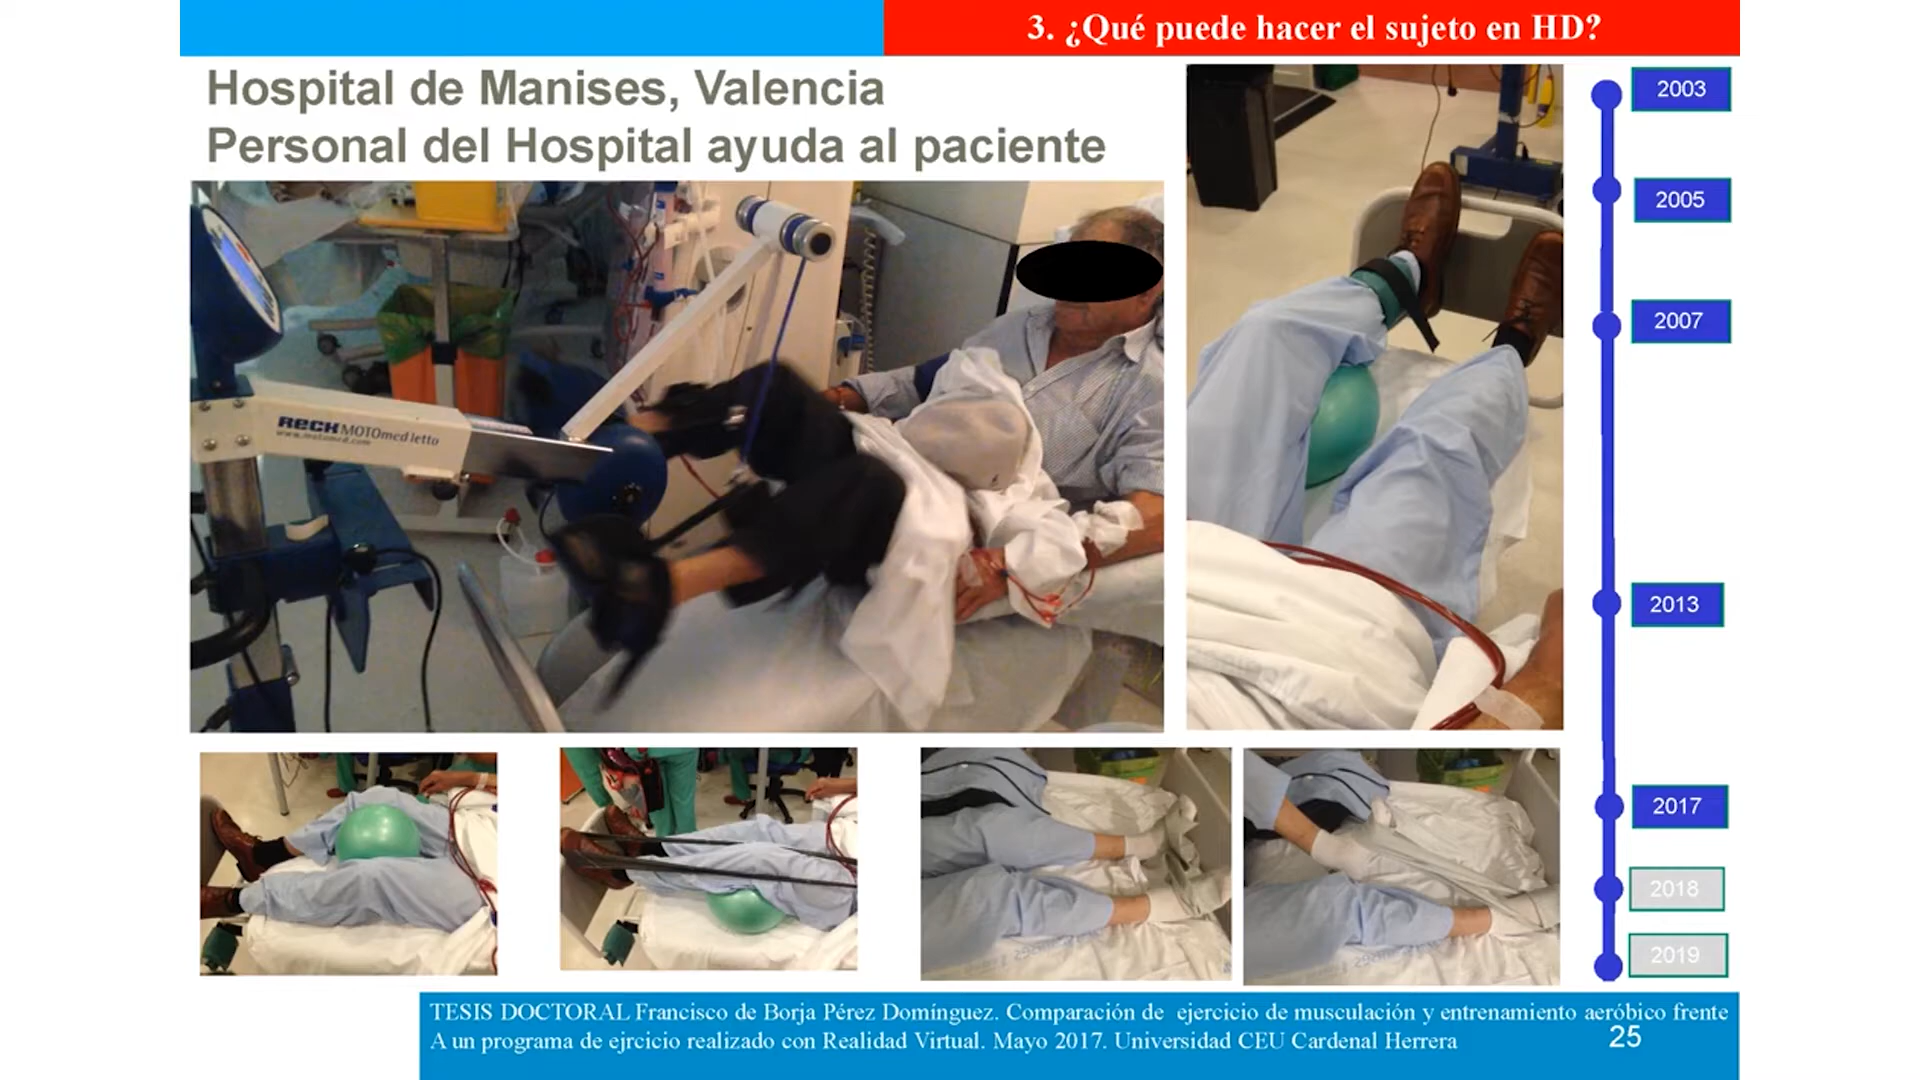 3. ¿Qué puede hacer el sujeto en HD?
Hospital de Manises, Valencia
Personal del Hospital ayuda al paciente
RECK MOTOmed letto
www.motomed.com
2003
2005
2007
2013
2017
2018
2019
TESIS DOCTORAL Francisco de Borja Pérez Domínguez. Comparación de ejercicio de musculación y entrenamiento aeróbico frente
A un programa de ejrcicio realizado con Realidad Virtual. Mayo 2017. Universidad CEU Cardenal Herrera
25